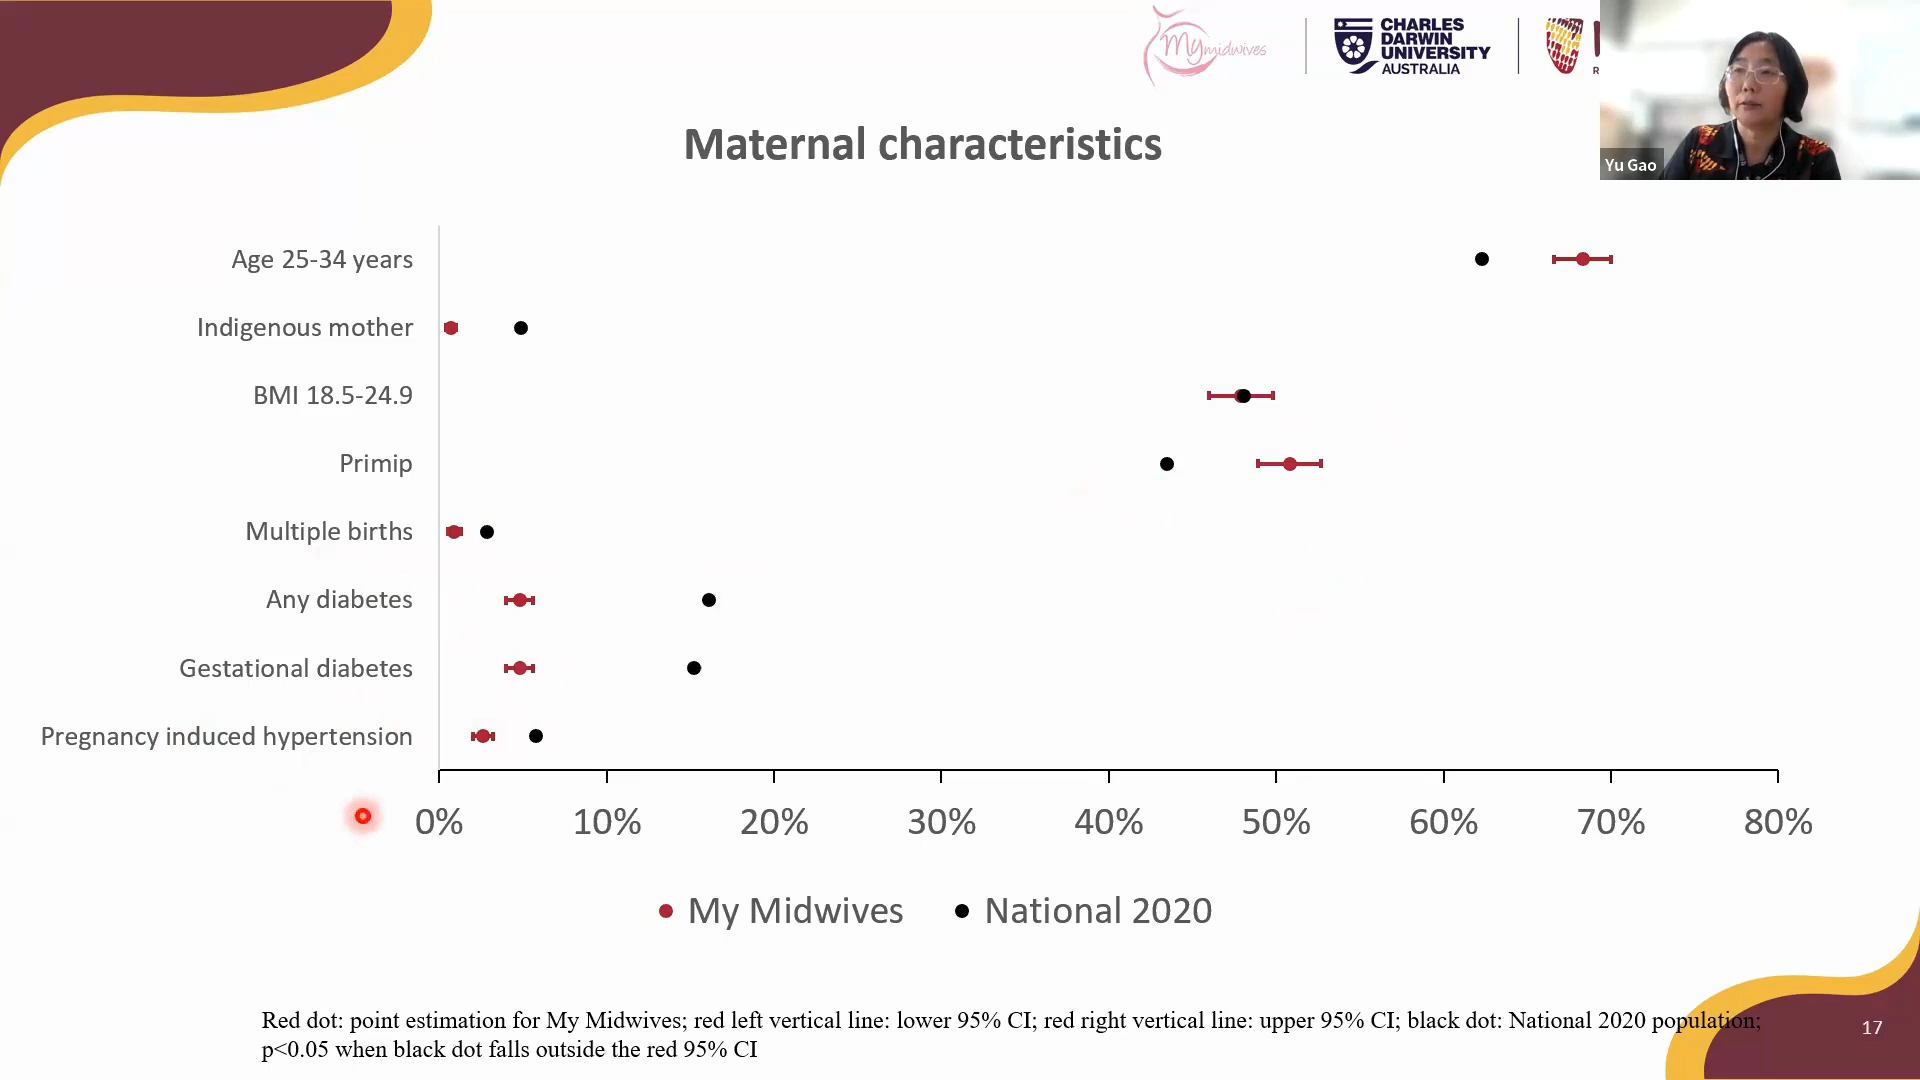 My midwives
CHARLES
DARWIN
UNIVERSITY
AUSTRALIA
Yu Gao
Maternal characteristics
Age 25-34 years
Indigenous mother
BMI 18.5-24.9
Primip
Multiple births
Any diabetes
Gestational diabetes
Pregnancy induced hypertension
0% 10% 20% 30% 40% 50% 60% 70% 80%
My Midwives National 2020
Red dot: point estimation for My Midwives; red left vertical line: lower 95% CI; red right vertical line: upper 95% CI; black dot: National 2020 population;
p<0.05 when black dot falls outside the red 95% CI
17